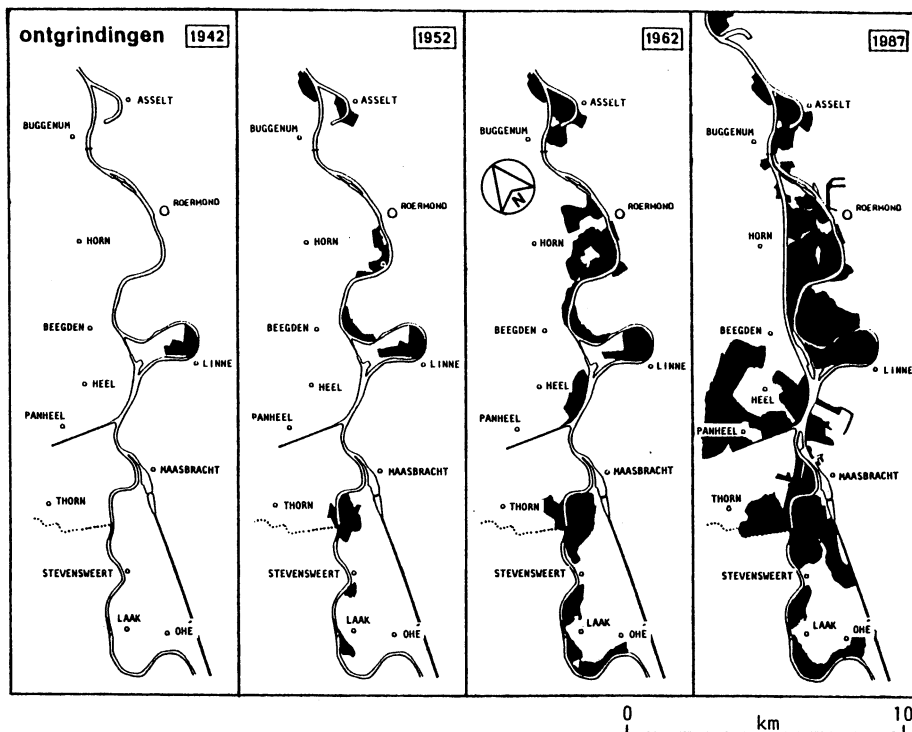 ontgrindingen 1942
ASSELT
BUGGENUM
ROERMOND
HORN
BEEGDEN
LINNE
HEEL
PANHEEL
MAASBRACHT
THORN
STEVENSWEERT
LAAK
OHE
1952
ASSELT
BUGGENUM
ROERMOND
HORN
BEEGDEN
LINNE
HEEL
PANHEEL
MAASBRACHT
THORN
STEVENSWEERT
LAAK
OHE
1962
ASSELT
BUGGENUM
N
ROERMOND
HORN
BEEGDEN
LINNE
HEEL
PANHEEL
MAASBRACHT
THORN
STEVENSWEERT
LAAK
OHE
1987
ASSELT
BUGGENUM
ROERMOND
HORN
BEEGDEN
LINNE
HEEL
PANHEEL
MAASBRACHT
THORN
STEVENSWEERT
LAAK
OHE
0 km 10